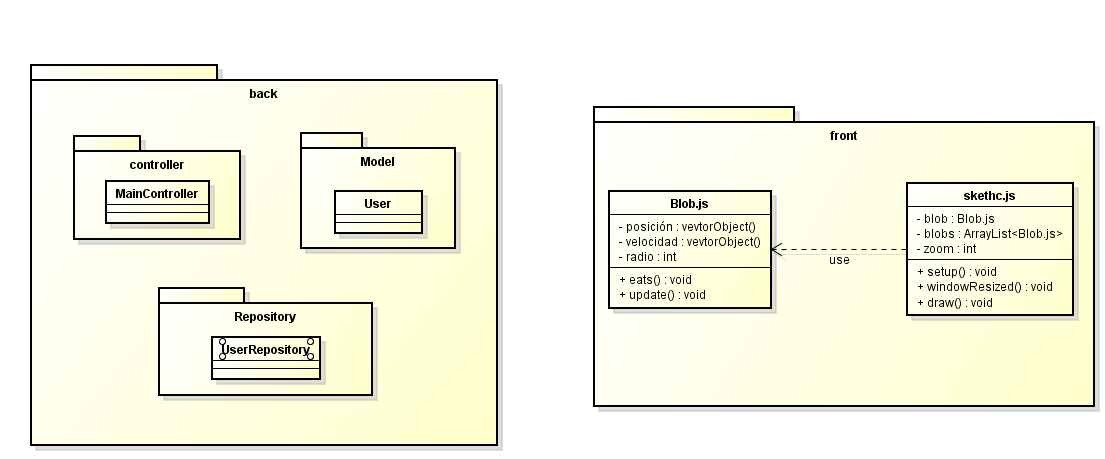 back
controller
MainController
Model
User
Repository
UserRepository
front
Blob.js
- posición : vevtorObject()
- velocidad : vevtorObject()
- radio : int
+ eats() : void
+ update() : void
use
skethc.js
- blob : Blob.js
- blobs : ArrayList<Blob.js>
- zoom : int
+ setup() : void
+ windowResized() : void
+ draw() : void